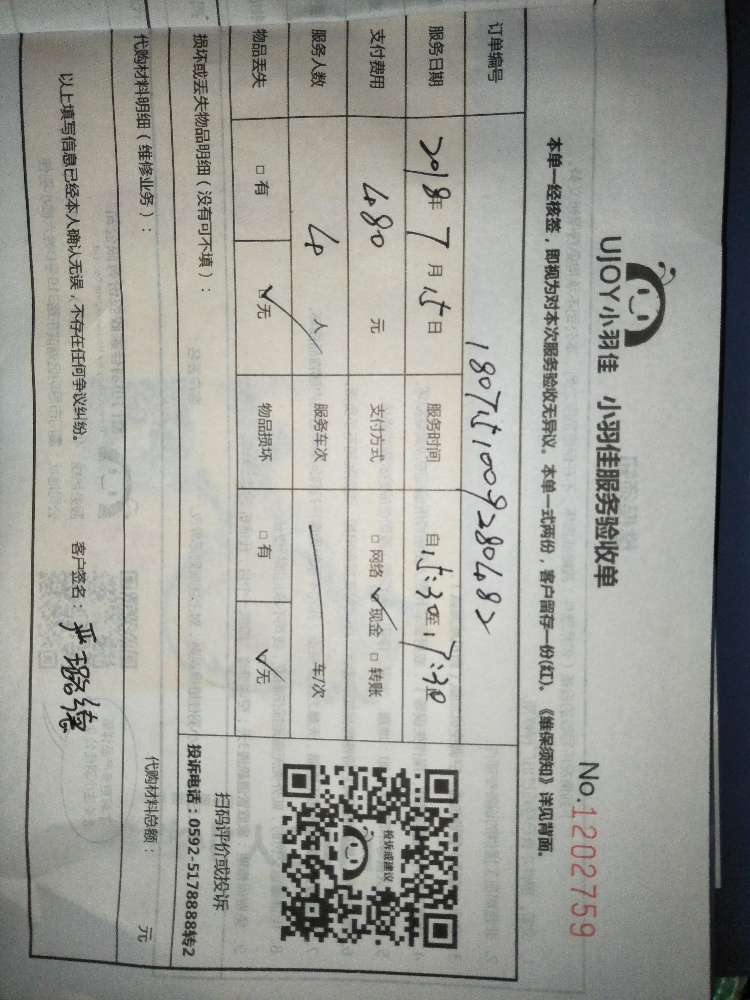 UJOY小羽佳 小羽佳服务验收单 No.1202759
本单一经核签，即视为对本次服务验收无异议。本单一式两份，客户留存一份(红)。《维保须知》详见背面。
订单编号 1807151009280482
服务日期 2018年7月15日 服务时间 自15:30至17:30
支付费用 480 元 支付方式 □网络 ✓现金 □转账
服务人数 4 人 服务车次 车/次
物品丢失 □有 ✓无 物品损坏 □有 ✓无
投诉或建议
扫码评价或投诉
投诉电话：0592-5178888转2
损坏或丢失物品明细（没有可不填）：
代购材料明细（维修业务）： 代购材料总额： 元
以上填写信息已经本人确认无误，不存在任何争议纠纷。 客户签名：